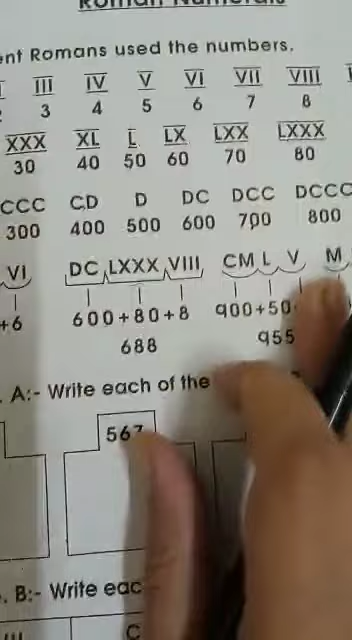 Roman Numerals
ent Romans used the numbers.
III IV V VI VII VIII
3 4 5 6 7 8
XXX XL L LX LXX LXXX
30 40 50 60 70 80
CCC CD D DC DCC DCCC
300 400 500 600 700 800
VI DC LXXX VIII CM L V M
+6 600+80+8 900+50
688 955
A:- Write each of the
567
B:- Write eac
C